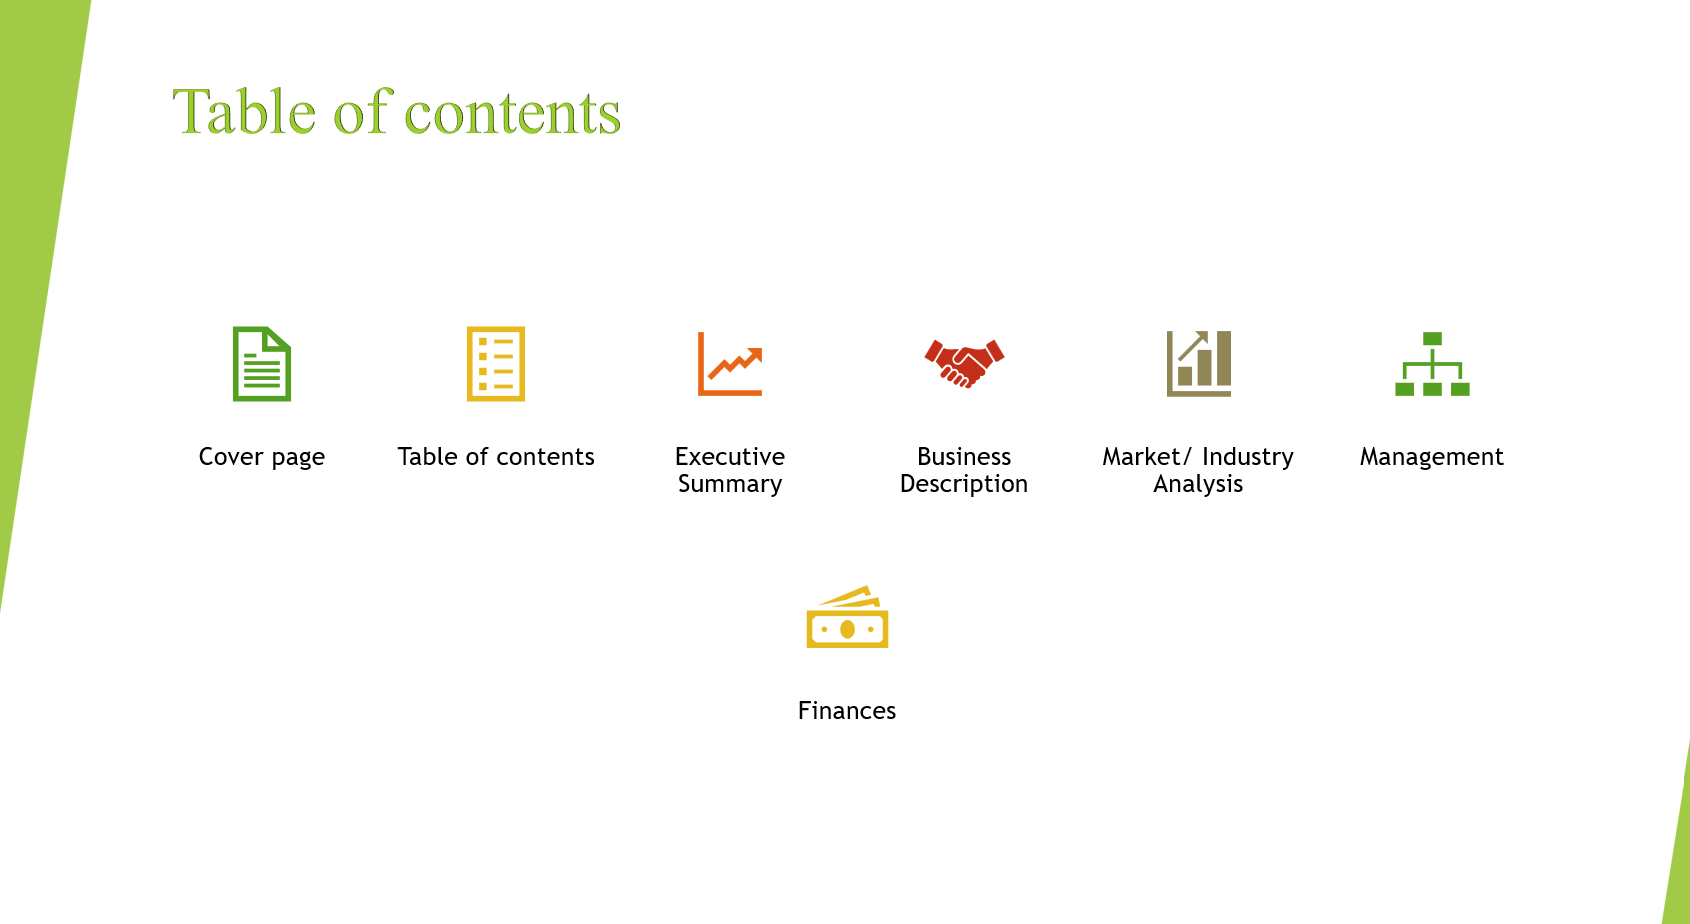 Table of contents
Cover page
Table of contents
Executive
Summary
Business
Description
Market/ Industry
Analysis
Management
Finances